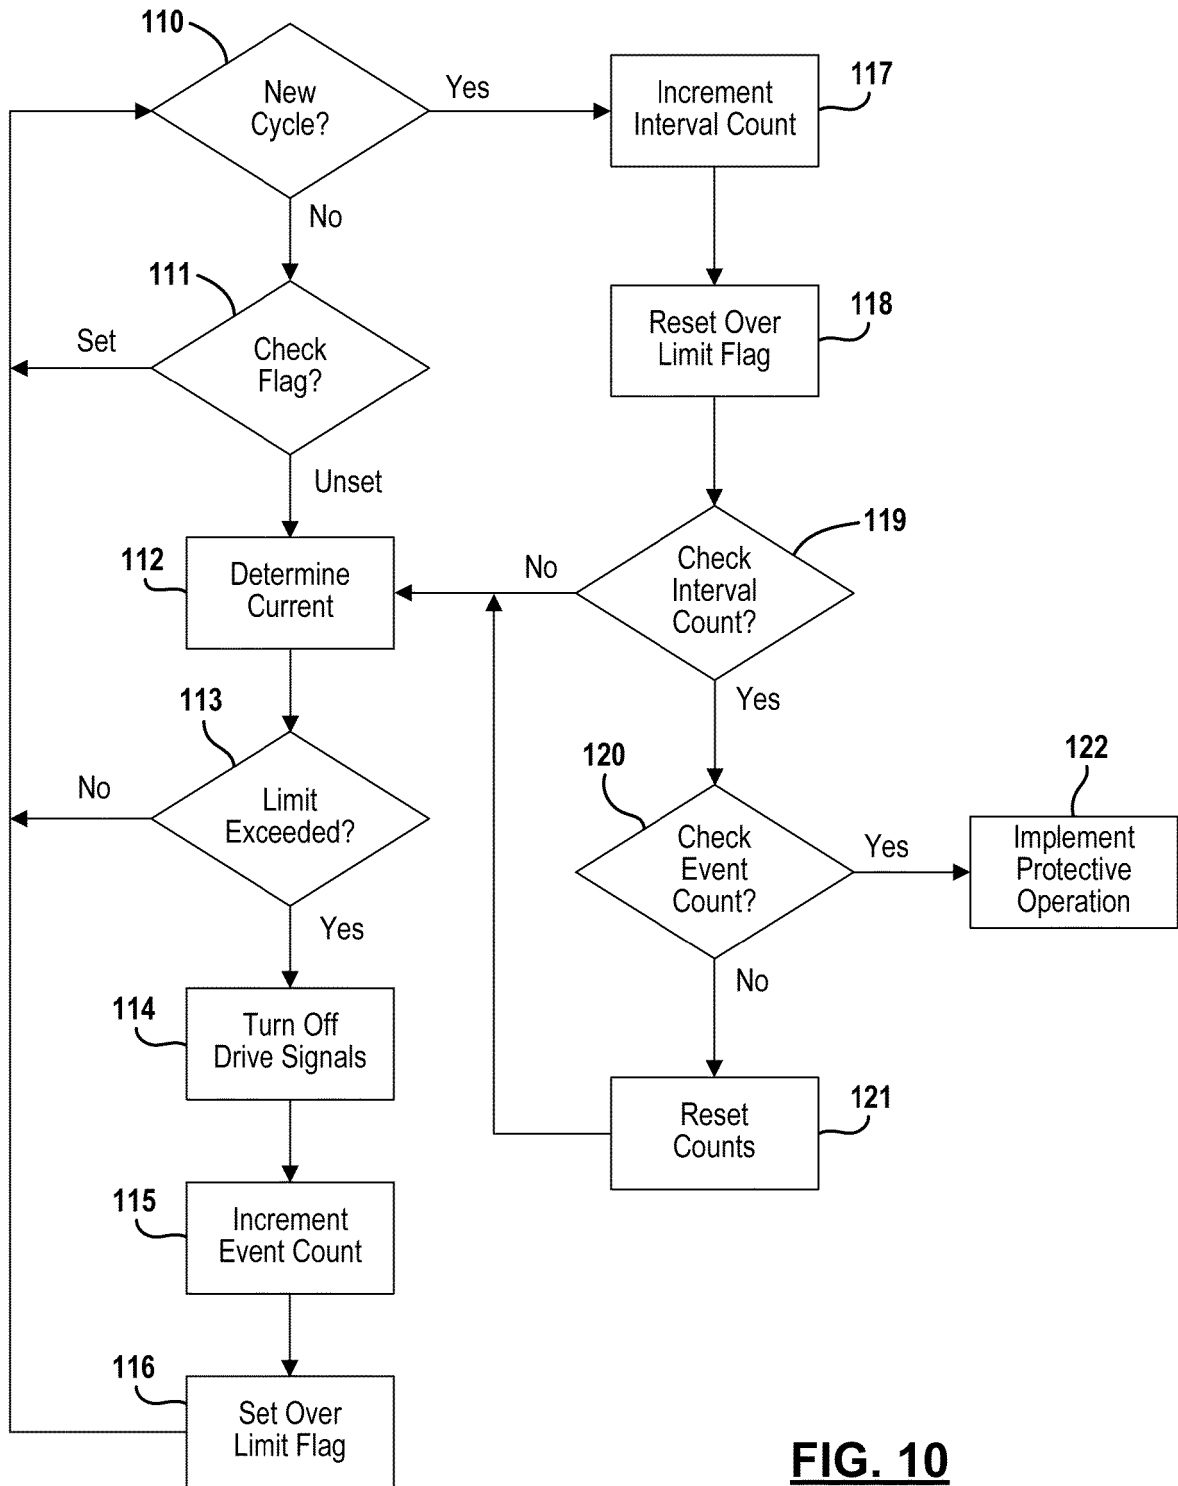 110
New
Cycle?
Yes
No
117
Increment
Interval Count
111
Check
Flag?
Set
Unset
118
Reset Over
Limit Flag
112
Determine
Current
119
Check
Interval
Count?
No
Yes
113
Limit
Exceeded?
No
Yes
120
Check
Event
Count?
Yes
No
122
Implement
Protective
Operation
114
Turn Off
Drive Signals
121
Reset
Counts
115
Increment
Event Count
116
Set Over
Limit Flag
FIG. 10